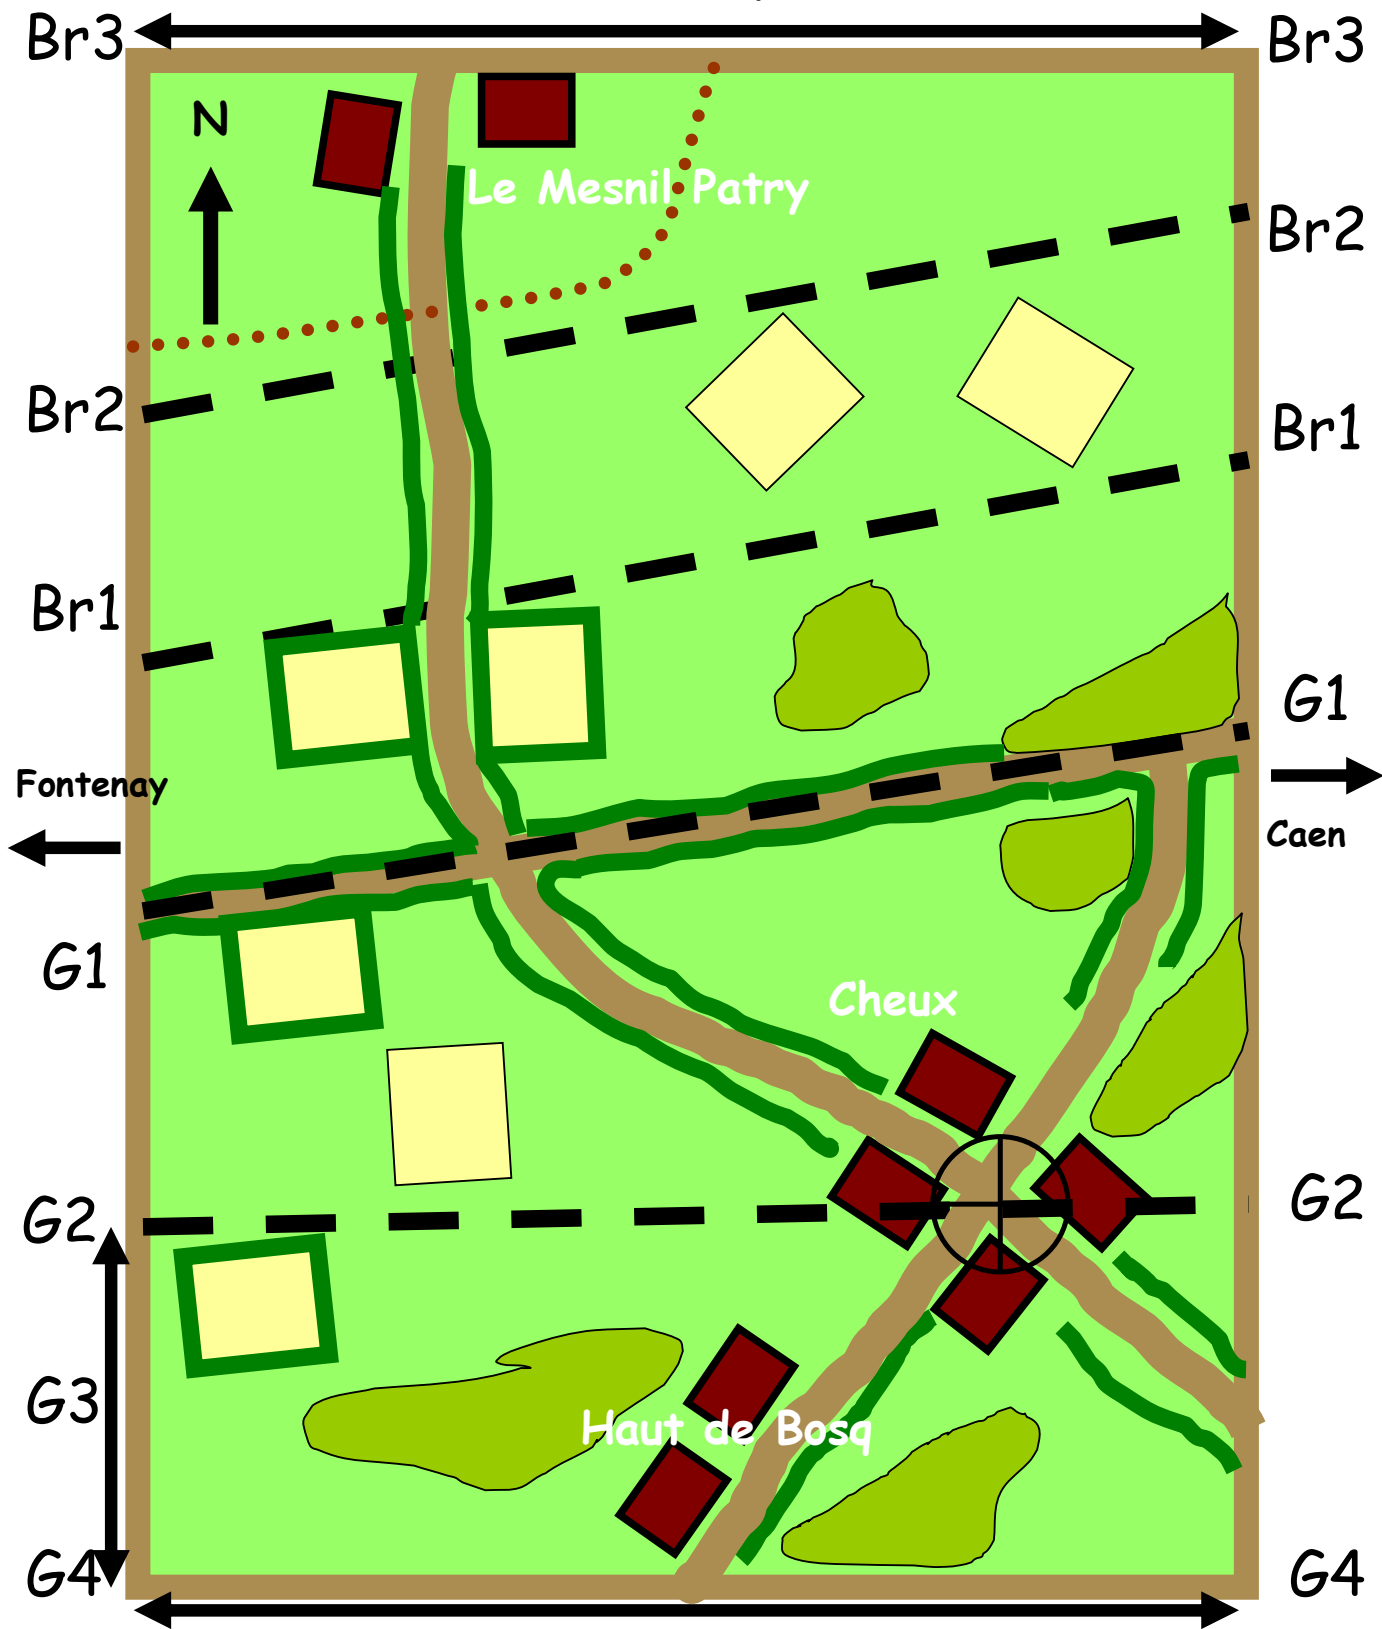 Br3 Br3
N
Le Mesnil Patry
Br2
Br2
Br1
Br1
G1
Fontenay
Caen
G1
Cheux
G2
G2
G3
Haut de Bosq
G4 G4